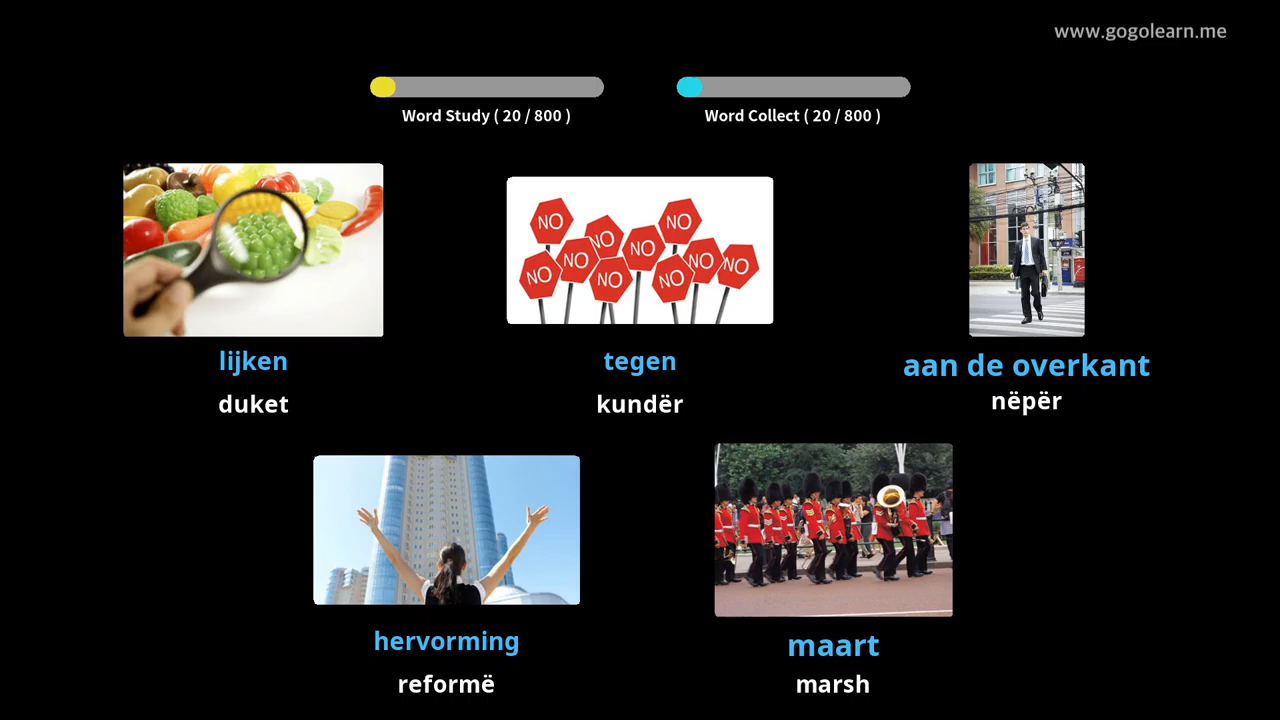 www.gogolearn.me
Word Study ( 20 / 800 )
Word Collect ( 20 / 800 )
NO NO NO NO NO NO NO NO NO NO
lijken
duket
tegen
kundër
aan de overkant
nëpër
hervorming
reformë
maart
marsh